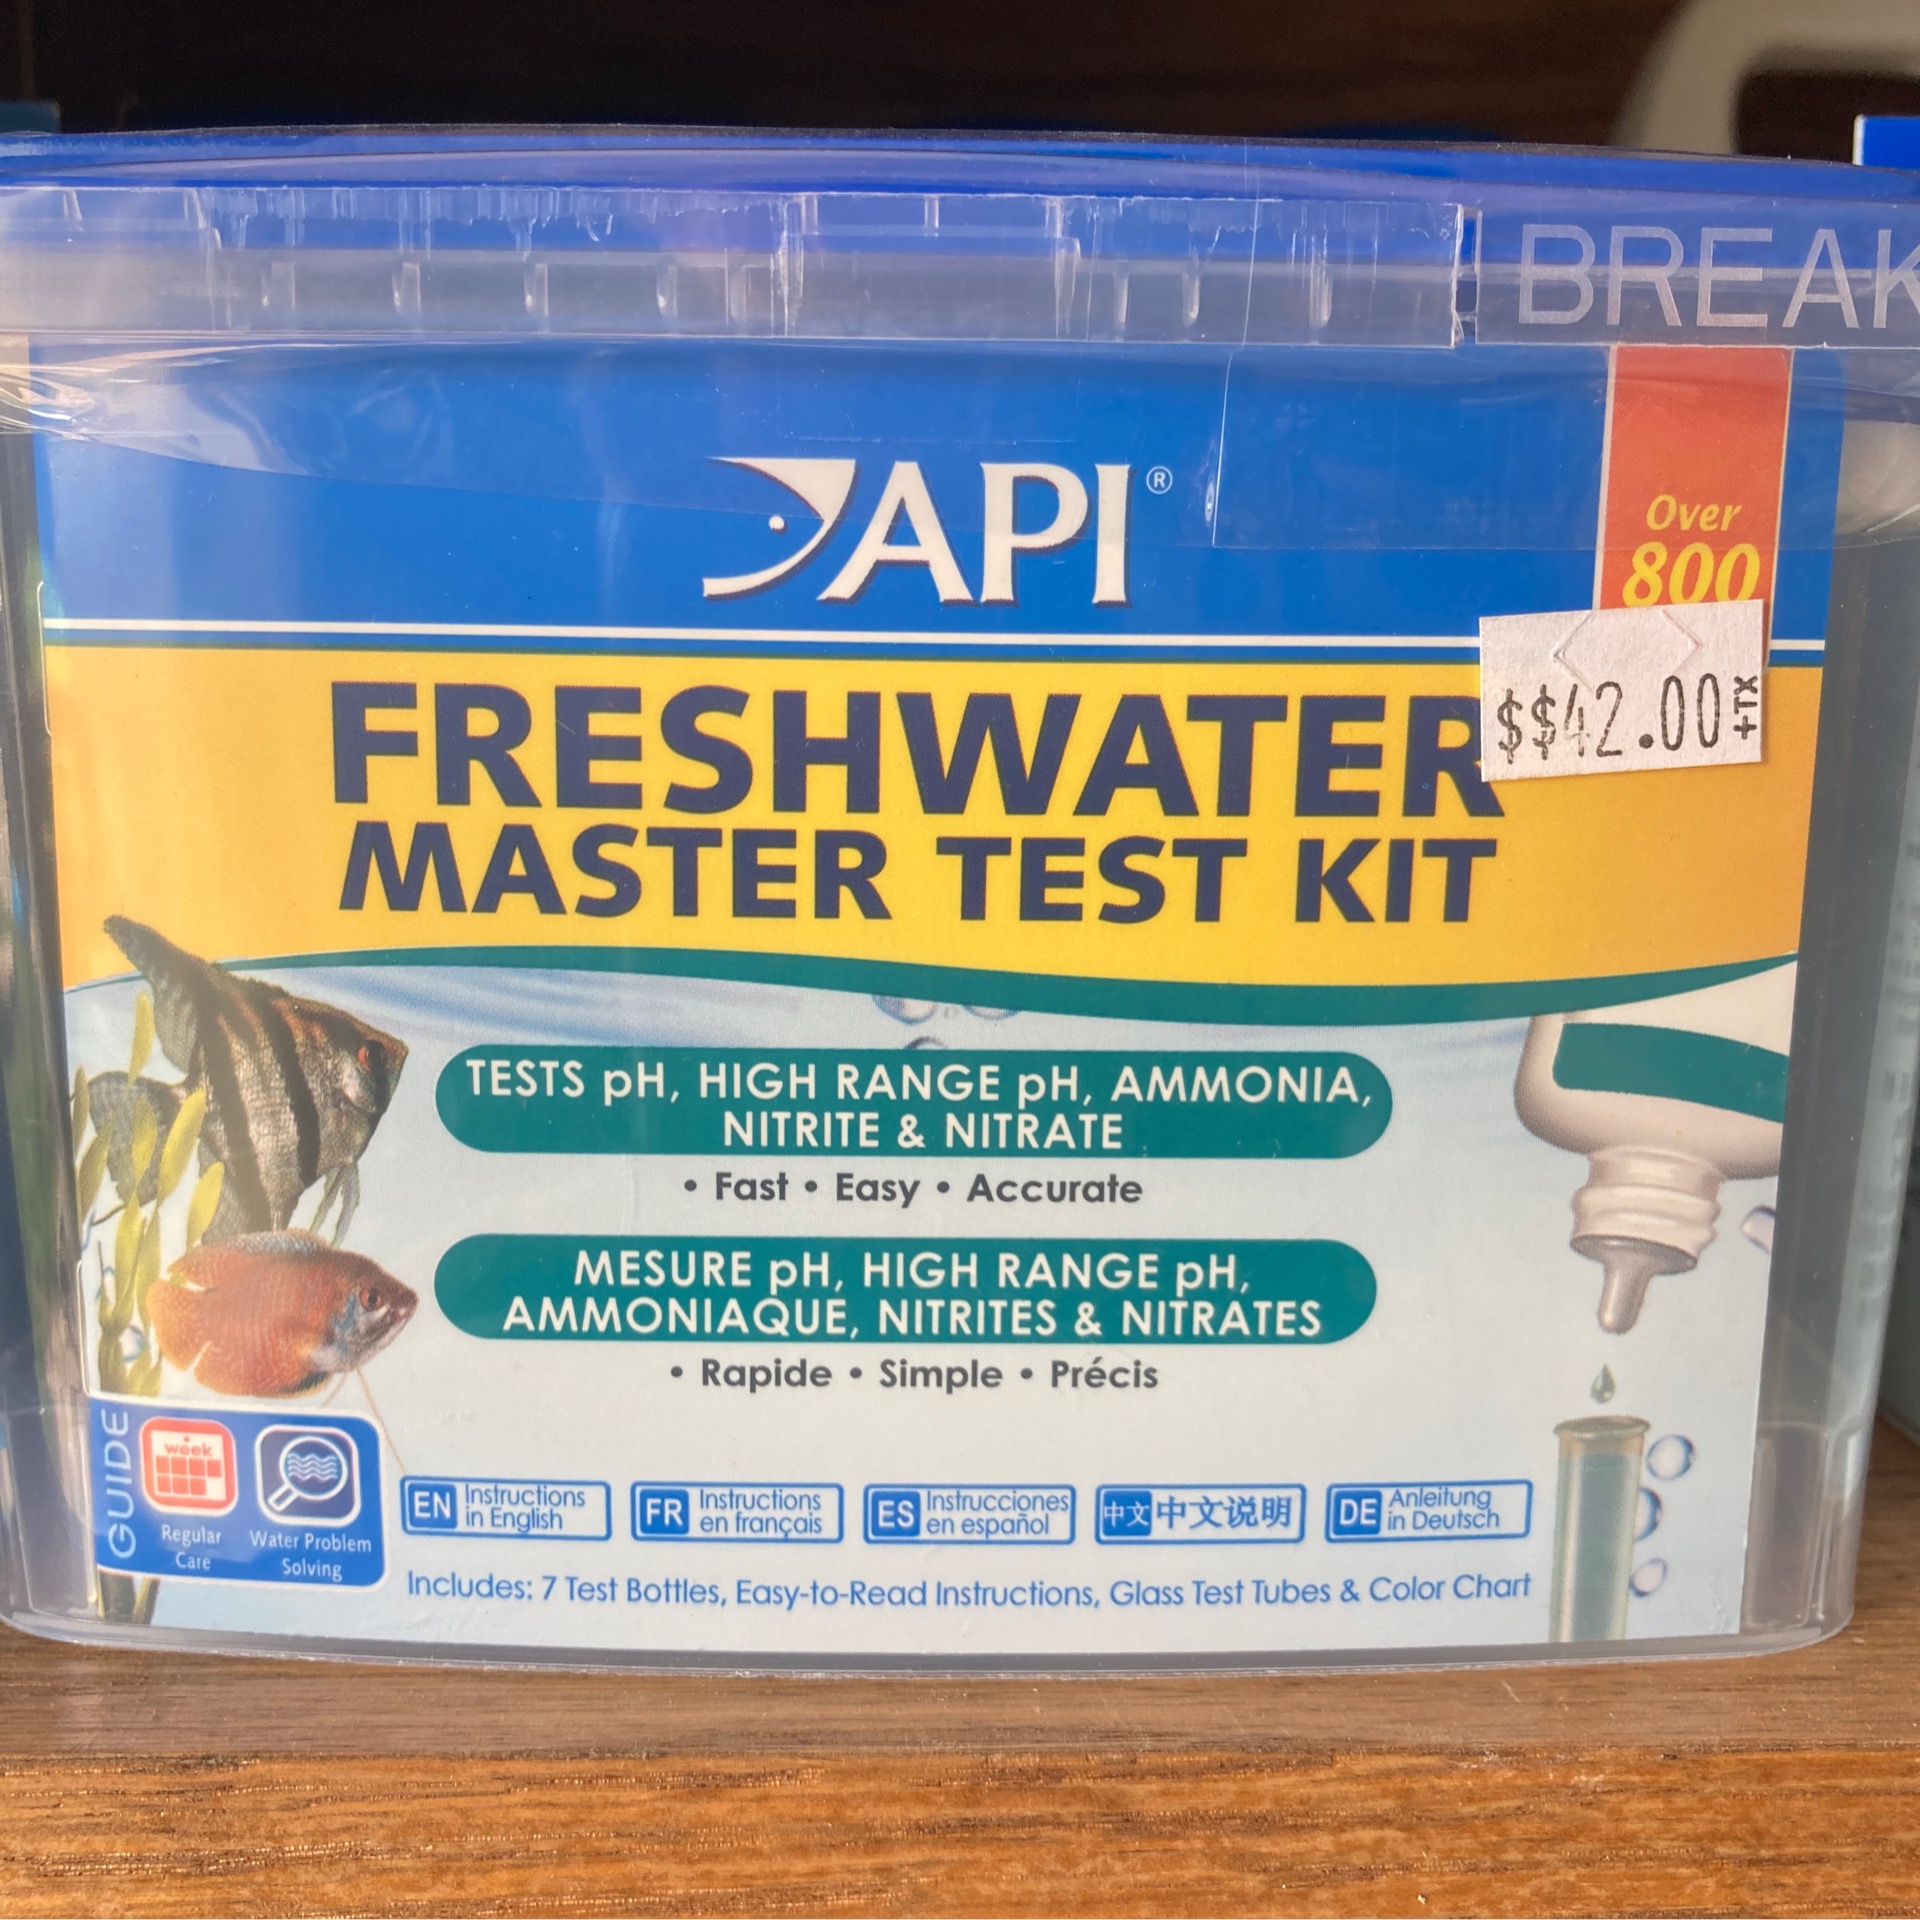 BREAK
API®
Over
800
$$42.00+TX
FRESHWATER
MASTER TEST KIT
TESTS pH, HIGH RANGE pH, AMMONIA,
NITRITE & NITRATE
• Fast • Easy • Accurate
MESURE pH, HIGH RANGE pH,
AMMONIAQUE, NITRITES & NITRATES
• Rapide • Simple • Précis
GUIDE
week
Regular
Care
Water Problem
Solving
EN Instructions
in English
FR Instructions
en français
ES Instrucciones
en español
中文 中文说明
DE Anleitung
in Deutsch
Includes: 7 Test Bottles, Easy-to-Read Instructions, Glass Test Tubes & Color Chart